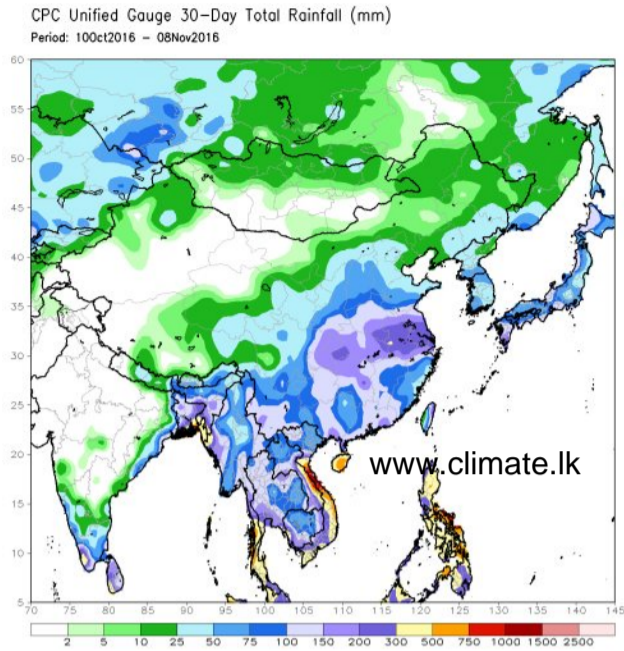 CPC Unified Gauge 30-Day Total Rainfall (mm)
Period: 10Oct2016 - 08Nov2016
60
55
50
45
40
35
30
25
20
15
10
5
www.climate.lk
70 75 80 85 90 95 100 105 110 115 120 125 130 135 140 145
2 5 10 25 50 75 100 150 200 300 500 750 1000 1500 2500